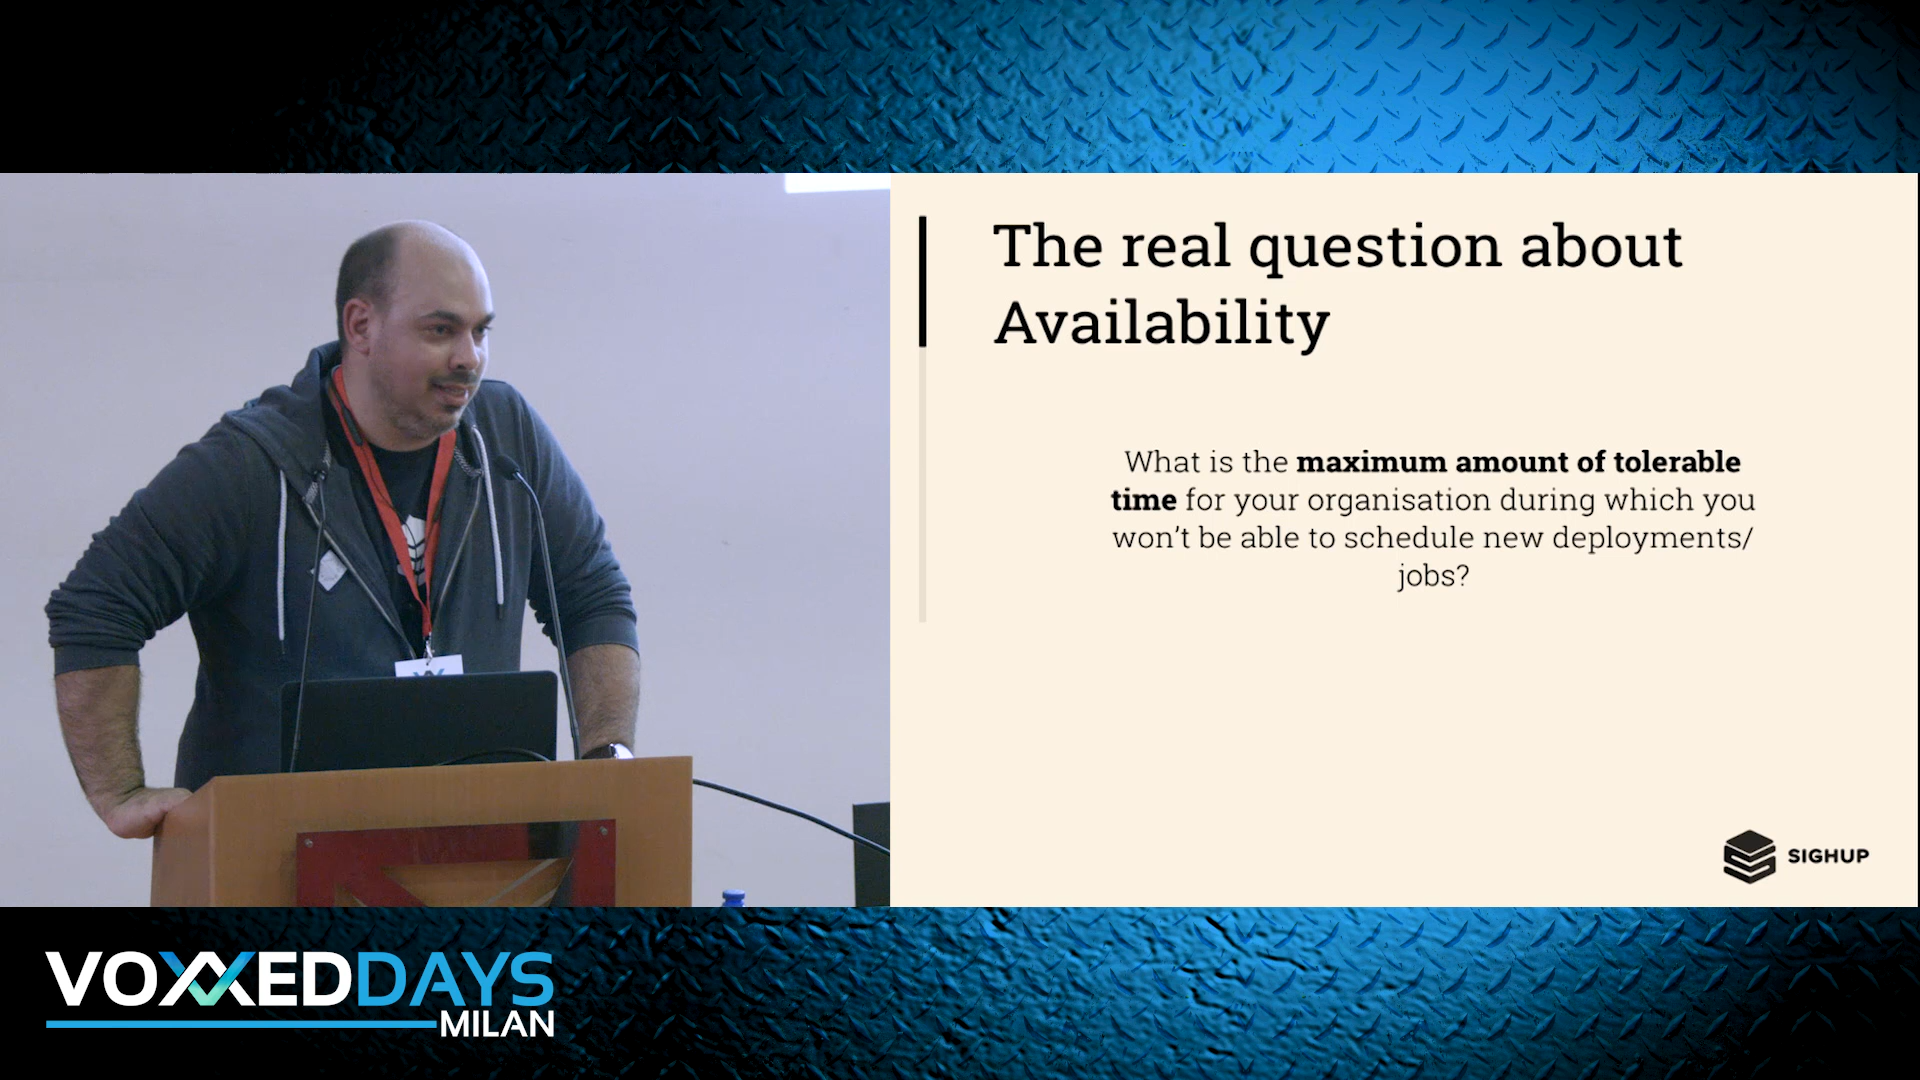 The real question about
Availability
What is the maximum amount of tolerable
time for your organisation during which you
won't be able to schedule new deployments/
jobs?
SIGHUP
VOXXEDDAYS
MILAN